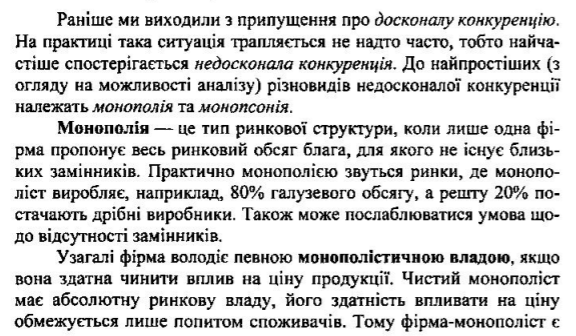 Раніше ми виходили з припущення про досконалу конкуренцію.
На практиці така ситуація трапляється не надто часто, тобто найча-
стіше спостерігається недосконала конкуренція. До найпростіших (з
огляду на можливості аналізу) різновидів недосконалої конкуренції
належать монополія та монопсонія.
Монополія — це тип ринкової структури, коли лише одна фі-
рма пропонує весь ринковий обсяг блага, для якого не існує близь-
ких замінників. Практично монополією звуться ринки, де монопо-
ліст виробляє, наприклад, 80% галузевого обсягу, а решту 20% по-
стачають дрібні виробники. Також може послаблюватися умова що-
до відсутності замінників.
Узагалі фірма володіє певною монополістичною владою, якщо
вона здатна чинити вплив на ціну продукції. Чистий монополіст
має абсолютну ринкову владу, його здатність впливати на ціну
обмежується лише попитом споживачів. Тому фірма-монополіст є